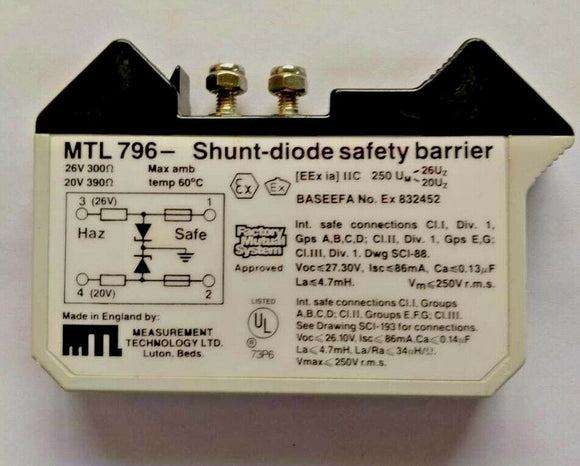 MTL 796– Shunt-diode safety barrier
26V 300Ω Max amb
20V 390Ω temp 60°C
[EEx ia] IIC 250 UM 26UZ 20UZ
BASEEFA No. Ex 832452
3 (26V) 1
Haz Safe
4 (20V) 2
Made in England by:
MTL
MEASUREMENT
TECHNOLOGY LTD.
Luton, Beds.
Ex
Ex
Factory
Mutual
System
Approved
LISTED
UL
®
73P6
Int. safe connections Cl.I, Div. 1,
Gps A,B,C,D; Cl.II, Div. 1, Gps E,G;
Cl.III, Div. 1. Dwg SCI-88.
Voc≤27.30V, Isc≤86mA, Ca≤0.13μF
La≤4.7mH. Vm≤250V r.m.s.
Int. safe connections Cl.I. Groups
A,B,C,D; Cl.II. Groups E,F,G; Cl.III.
See Drawing SCI-193 for connections.
Voc≤26.10V, Isc≤86mA, Ca≤0.14μF
La≤4.7mH, La/Ra≤34μH/Ω.
Vmax≤250V r.m.s.